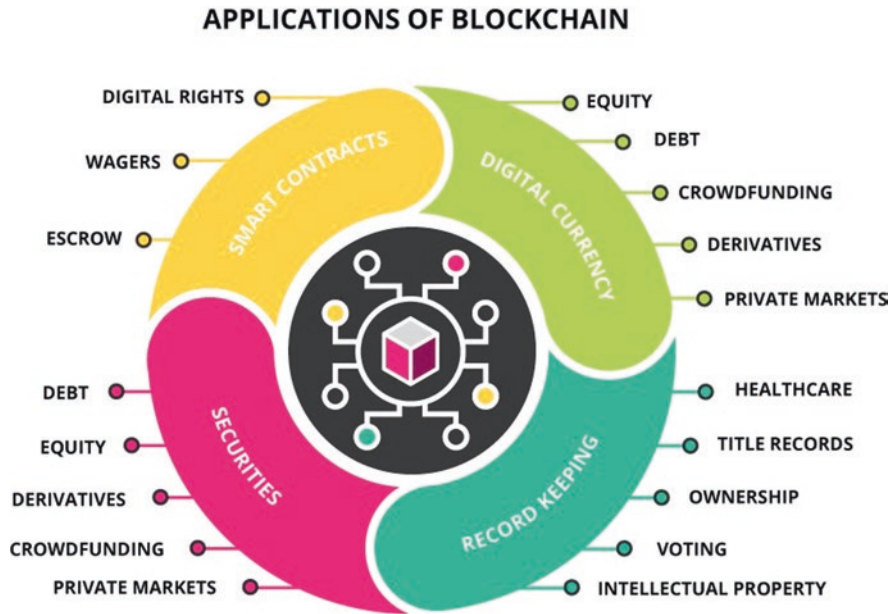 APPLICATIONS OF BLOCKCHAIN
DIGITAL RIGHTS
WAGERS
ESCROW
SMART CONTRACTS
EQUITY
DEBT
CROWDFUNDING
DERIVATIVES
PRIVATE MARKETS
DIGITAL CURRENCY
DEBT
EQUITY
DERIVATIVES
CROWDFUNDING
PRIVATE MARKETS
SECURITIES
HEALTHCARE
TITLE RECORDS
OWNERSHIP
VOTING
INTELLECTUAL PROPERTY
RECORD KEEPING